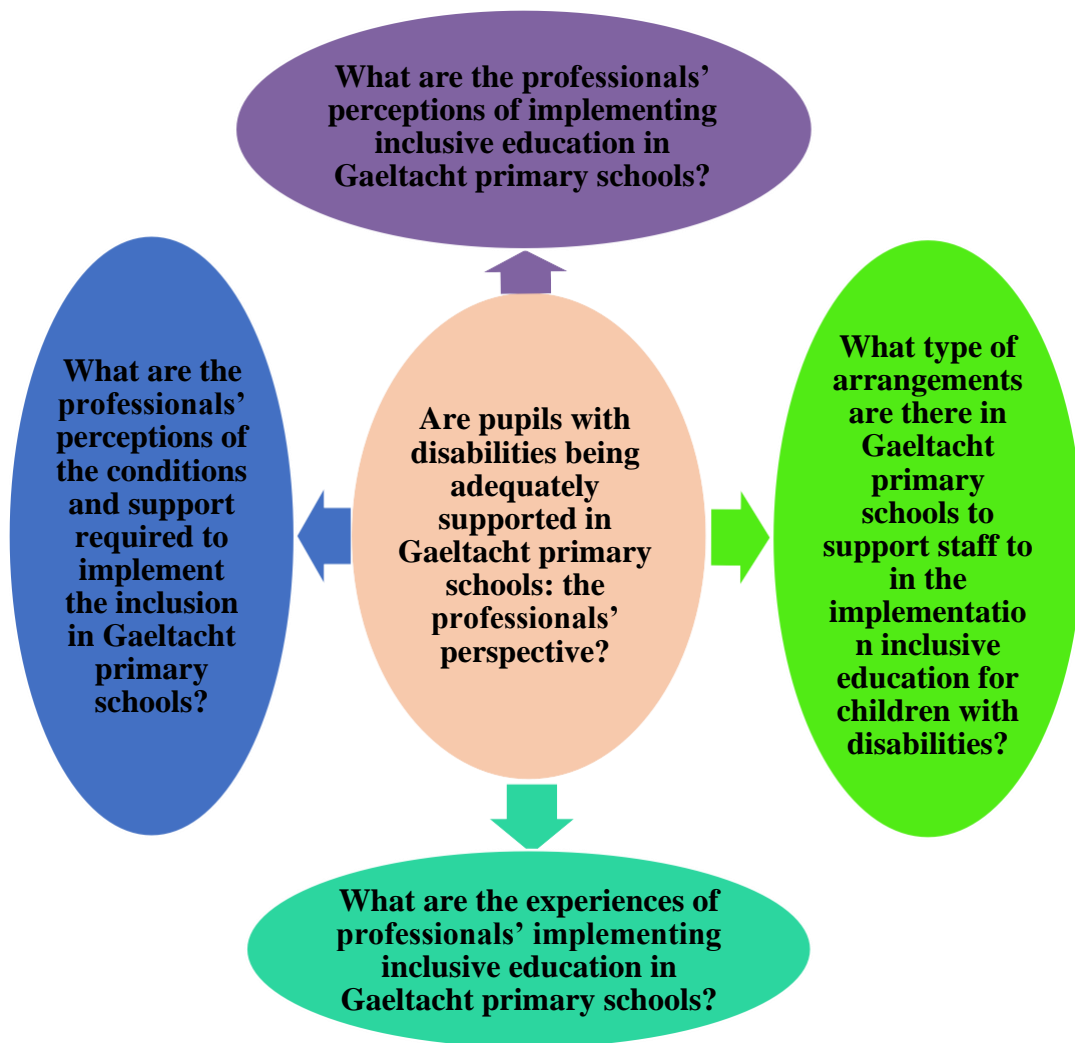 What are the professionals’
perceptions of implementing
inclusive education in
Gaeltacht primary schools?
What are the
professionals’
perceptions of
the conditions
and support
required to
implement
the inclusion
in Gaeltacht
primary
schools?
Are pupils with
disabilities being
adequately
supported in
Gaeltacht primary
schools: the
professionals’
perspective?
What type of
arrangements
are there in
Gaeltacht
primary
schools to
support staff to
in the
implementatio
n inclusive
education for
children with
disabilities?
What are the experiences of
professionals’ implementing
inclusive education in
Gaeltacht primary schools?